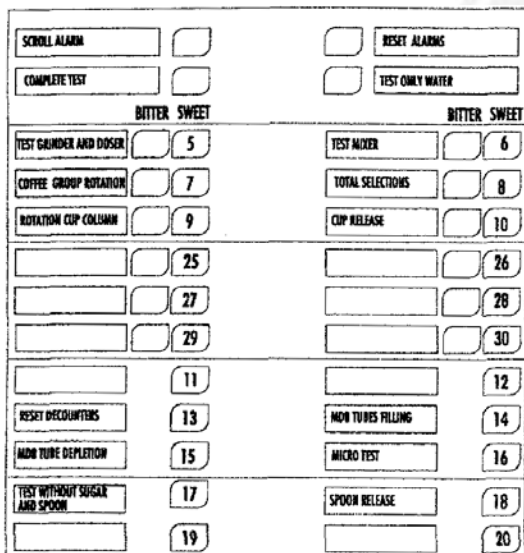 SCROLL ALARM RESET ALARMS
COMPLETE TEST TEST ONLY WATER
BITTER SWEET BITTER SWEET
TEST GRINDER AND DOSER 5 TEST MIXER 6
COFFEE GROUP ROTATION 7 TOTAL SELECTIONS 8
ROTATION CUP COLUMN 9 CUP RELEASE 10
25 26
27 28
29 30
11 12
RESET DECOUNTERS 13 MDB TUBES FILLING 14
MDB TUBE DEPLETION 15 MICRO TEST 16
TEST WITHOUT SUGAR
AND SPOON 17 SPOON RELEASE 18
19 20